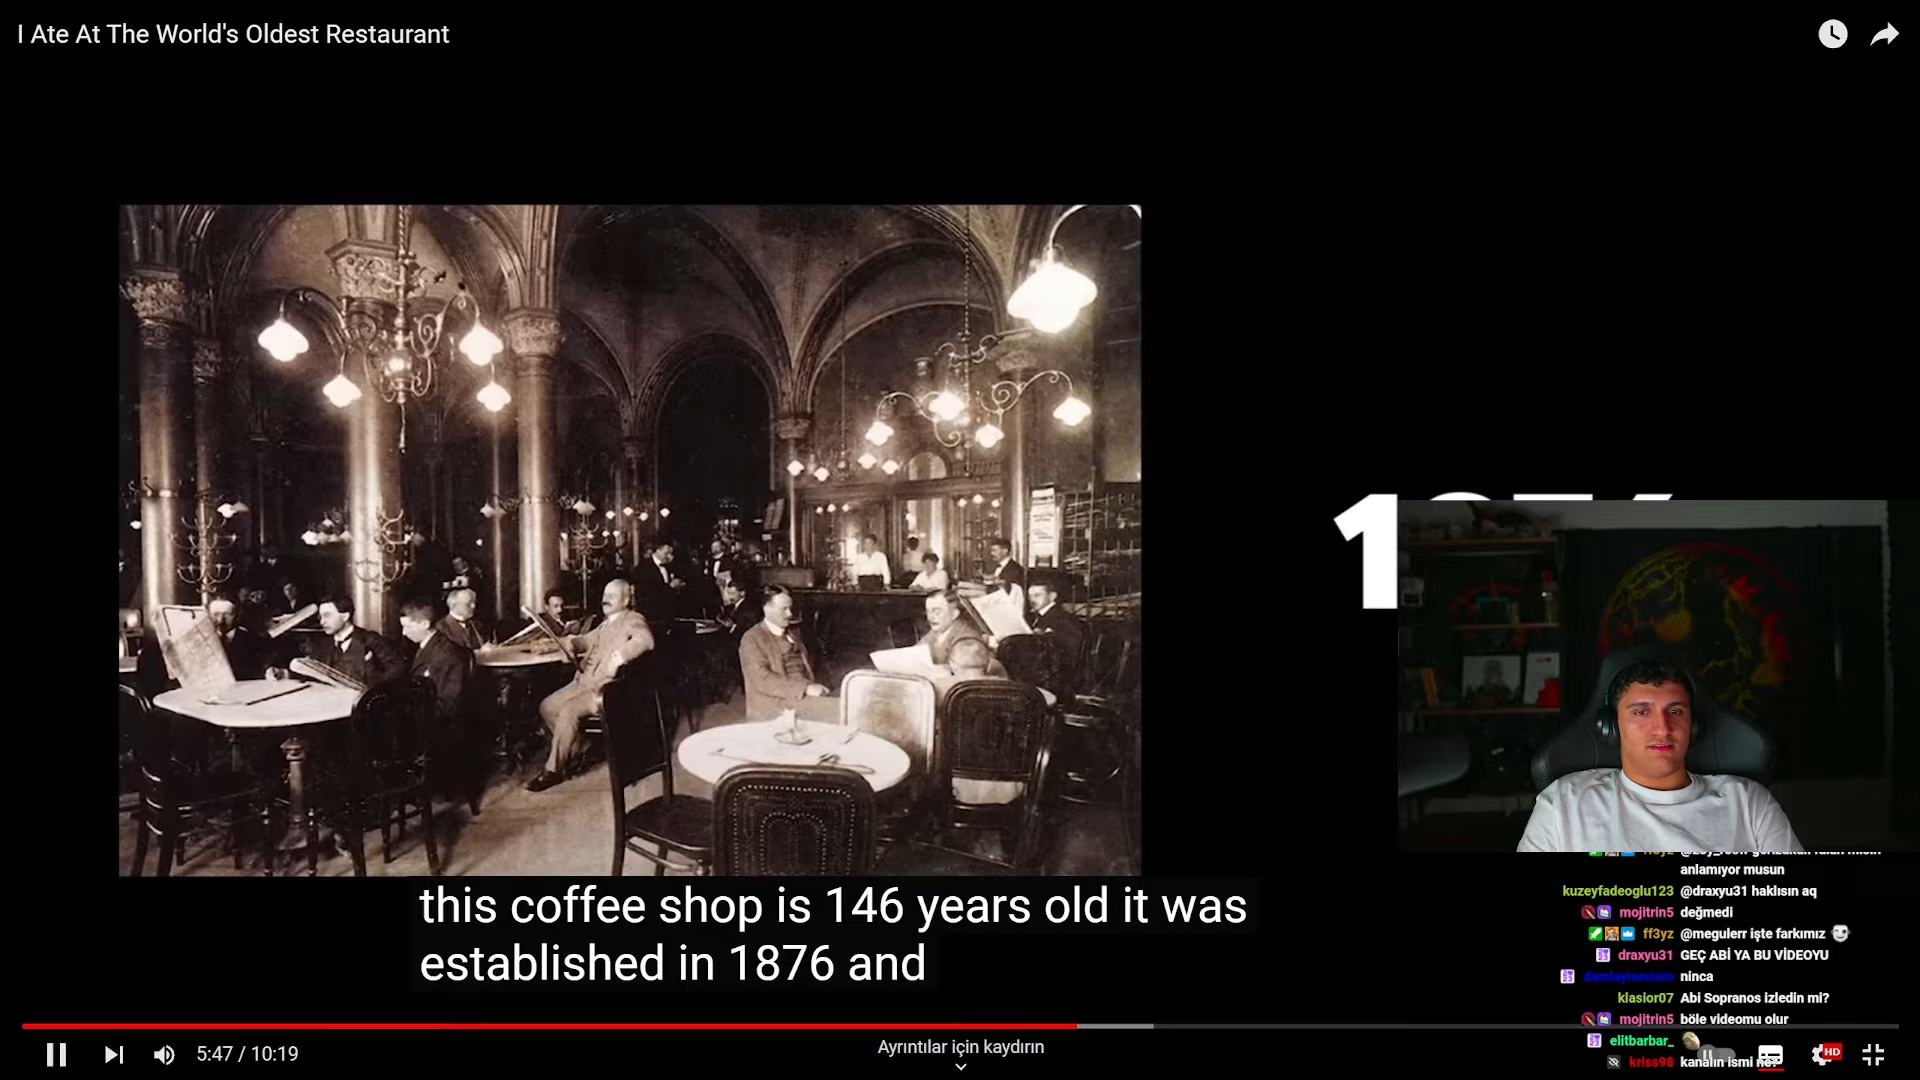 I Ate At The World's Oldest Restaurant
this coffee shop is 146 years old it was
established in 1876 and
anlamıyor musun
kuzeyfadeoglu123 @draxyu31 haklısın aq
mojitrin5 değmedi
ff3yz @megulerr işte farkımız
draxyu31 GEÇ ABİ YA BU VİDEOYU
damlayiseviom ninca
klasior07 Abi Sopranos izledin mi?
mojitrin5 böle videomu olur
elitbarbar_
kriss98 kanalın ismi ne?
5:47 / 10:19
Ayrıntılar için kaydırın
HD